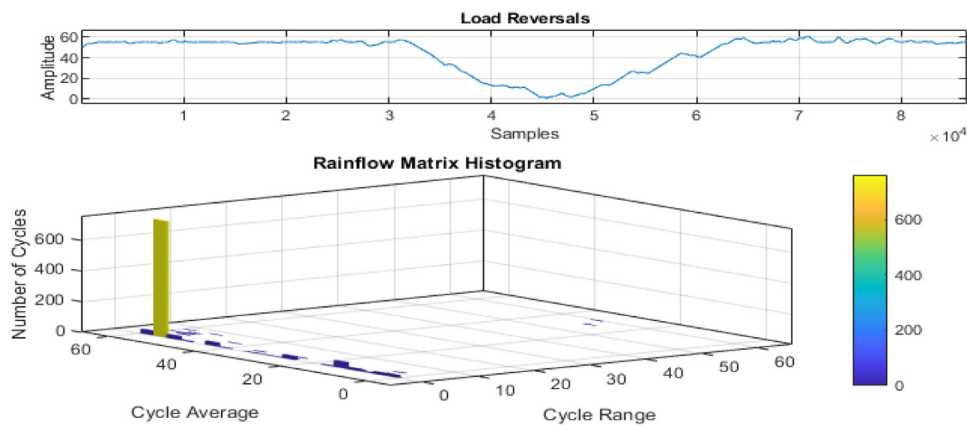 Load Reversals
60
40
20
0
Amplitude
1 2 3 4 5 6 7 8
Samples
× 10⁴
Rainflow Matrix Histogram
600
400
200
0
Number of Cycles
60 40 20 0
Cycle Average
0 10 20 30 40 50 60
Cycle Range
600
400
200
0